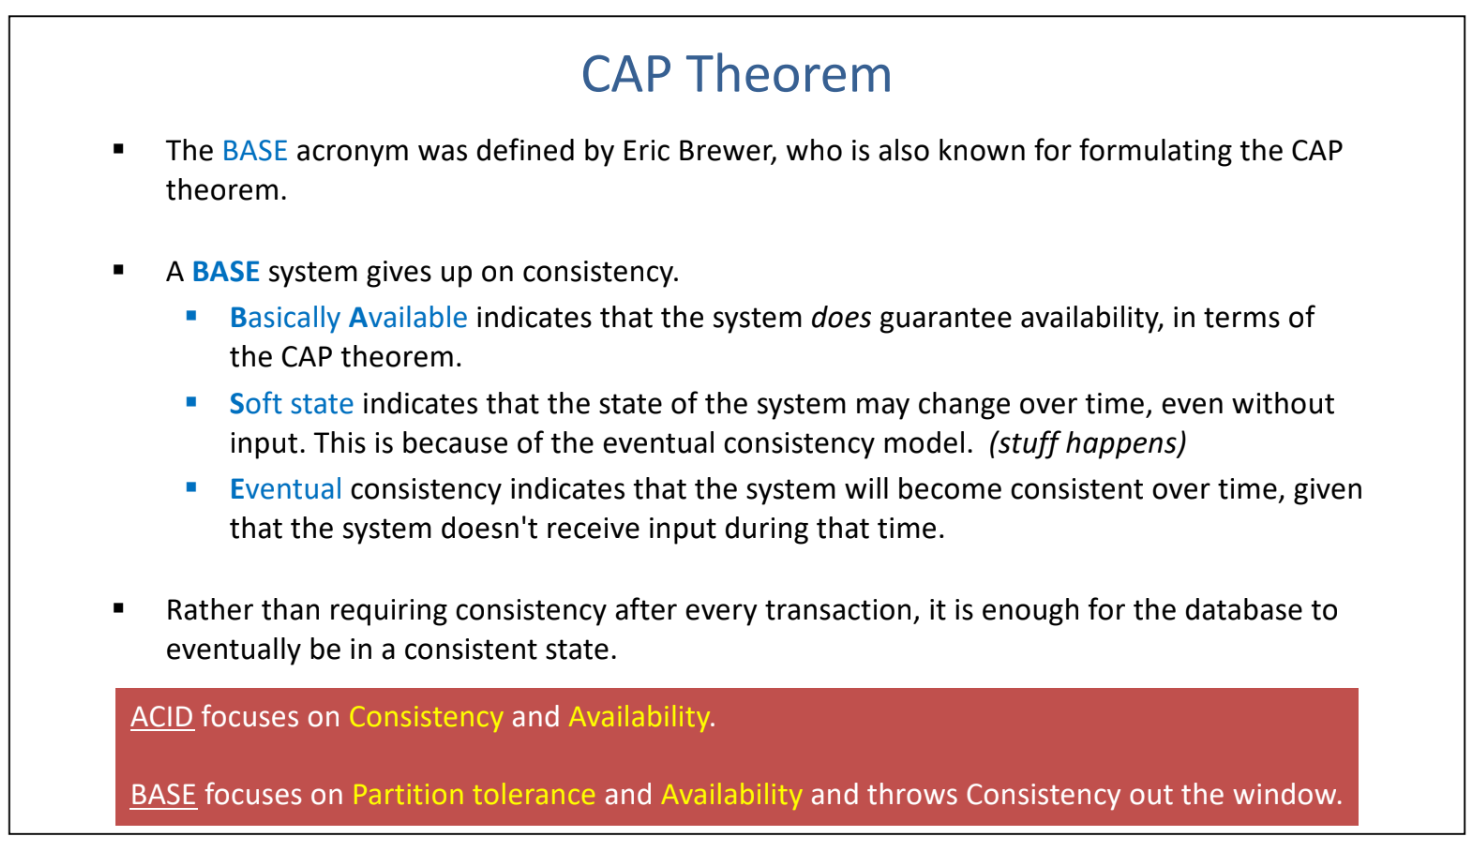 CAP Theorem
▪ The BASE acronym was defined by Eric Brewer, who is also known for formulating the CAP
theorem.
▪ A BASE system gives up on consistency.
▪ Basically Available indicates that the system does guarantee availability, in terms of
the CAP theorem.
▪ Soft state indicates that the state of the system may change over time, even without
input. This is because of the eventual consistency model. (stuff happens)
▪ Eventual consistency indicates that the system will become consistent over time, given
that the system doesn't receive input during that time.
▪ Rather than requiring consistency after every transaction, it is enough for the database to
eventually be in a consistent state.
ACID focuses on Consistency and Availability.
BASE focuses on Partition tolerance and Availability and throws Consistency out the window.